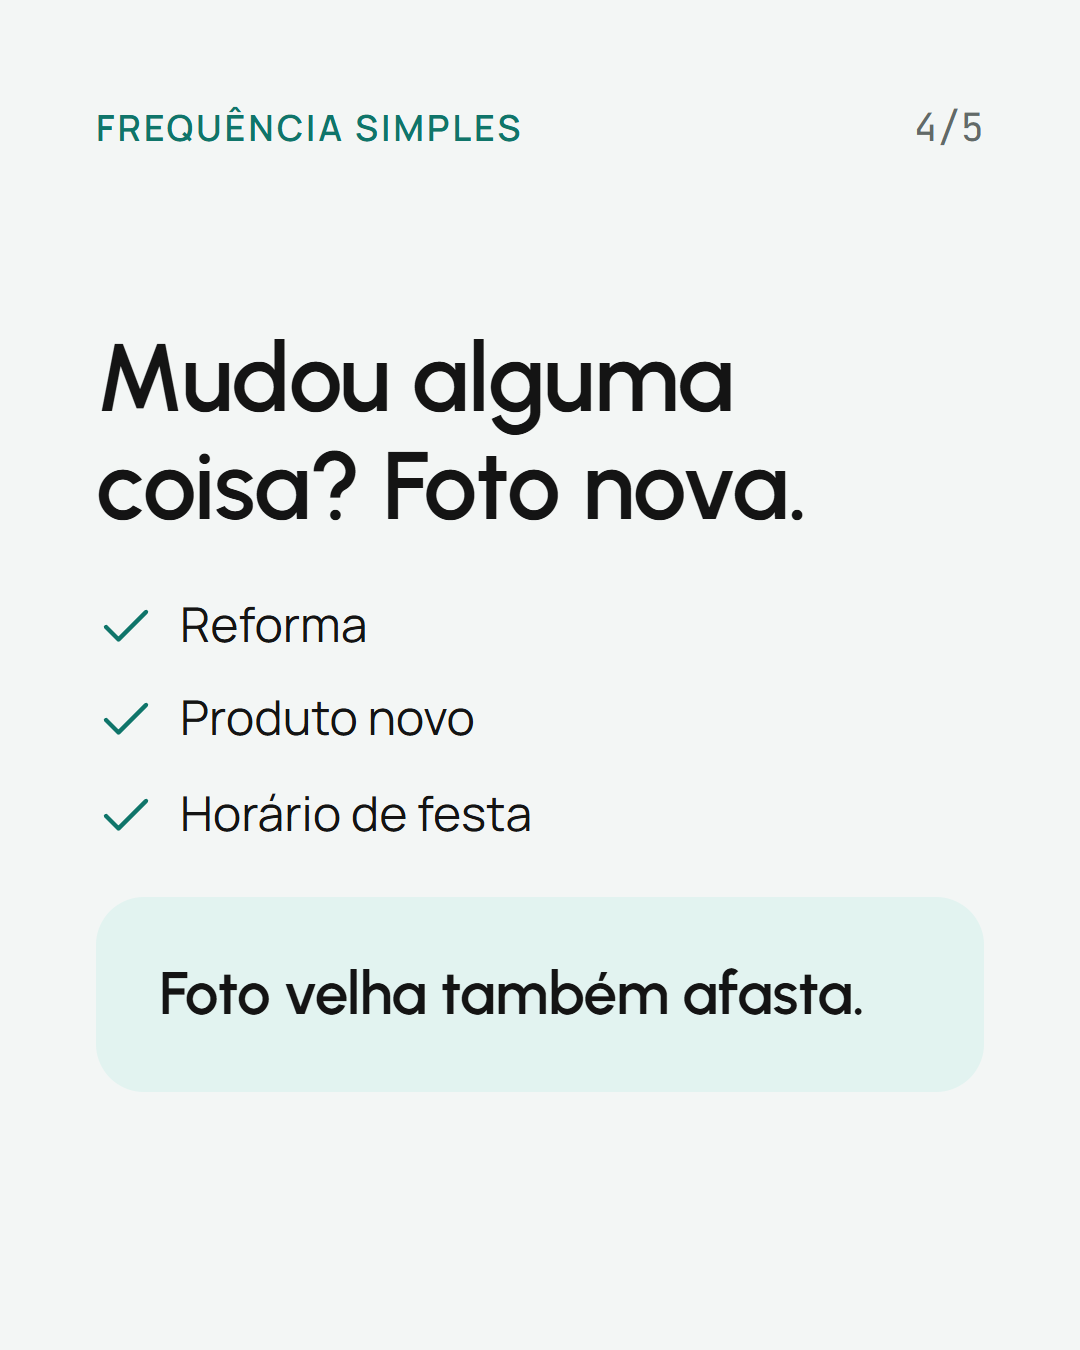 FREQUÊNCIA SIMPLES
4/5
Mudou alguma
coisa? Foto nova.
Reforma
Produto novo
Horário de festa
Foto velha também afasta.